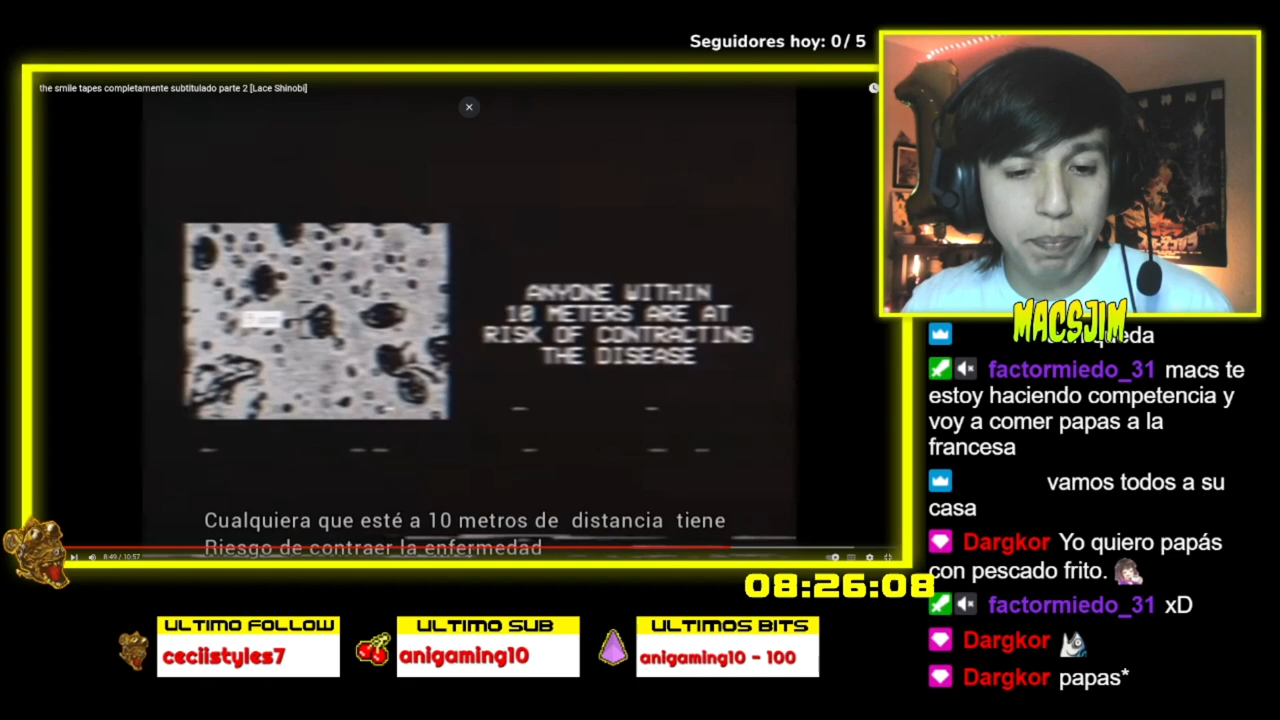 Seguidores hoy: 0/ 5
the smile tapes completamente subtitulado parte 2 [Lace Shinobi]
ANYONE WITHIN
10 METERS ARE AT
RISK OF CONTRACTING
THE DISEASE
Cualquiera que esté a 10 metros de distancia tiene
Riesgo de contraer la enfermedad
8:49 / 10:57
MACSJIM
factormiedo_31 macs te
estoy haciendo competencia y
voy a comer papas a la
francesa
vamos todos a su
casa
Dargkor Yo quiero papás
con pescado frito.
factormiedo_31 xD
Dargkor
Dargkor papas*
08:26:08
ULTIMO FOLLOW
ceciistyles7
ULTIMO SUB
anigaming10
ULTIMOS BITS
anigaming10 - 100